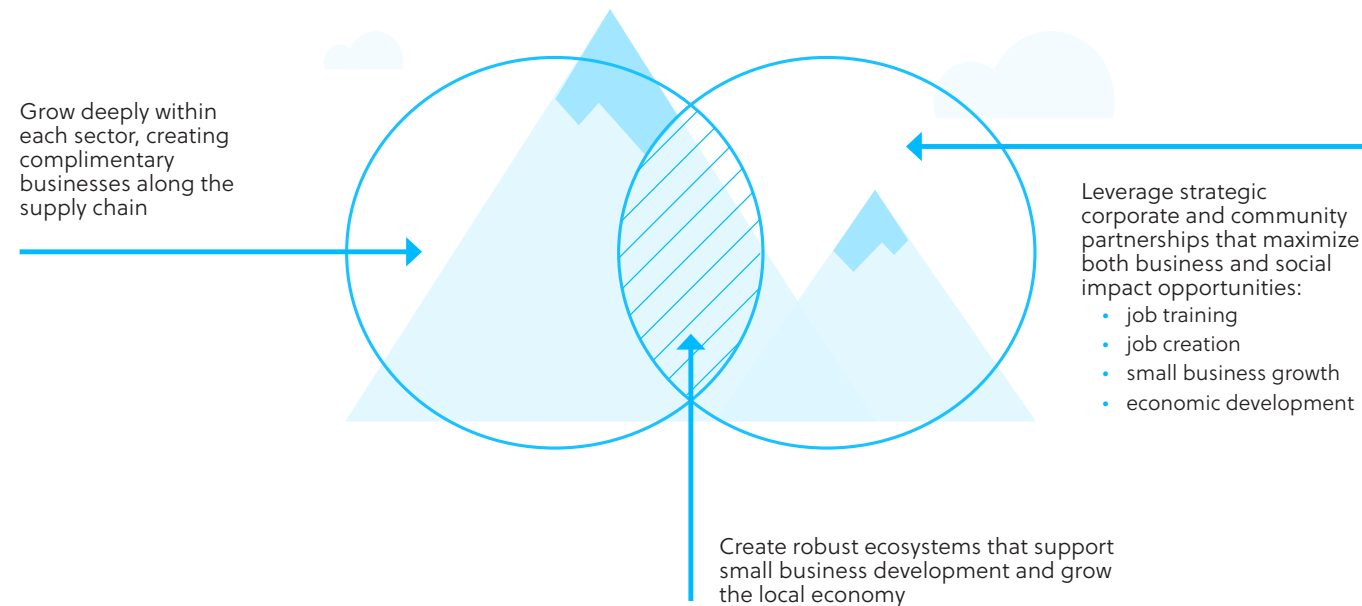 Grow deeply within
each sector, creating
complimentary
businesses along the
supply chain
Leverage strategic
corporate and community
partnerships that maximize
both business and social
impact opportunities:
• job training
• job creation
• small business growth
• economic development
Create robust ecosystems that support
small business development and grow
the local economy